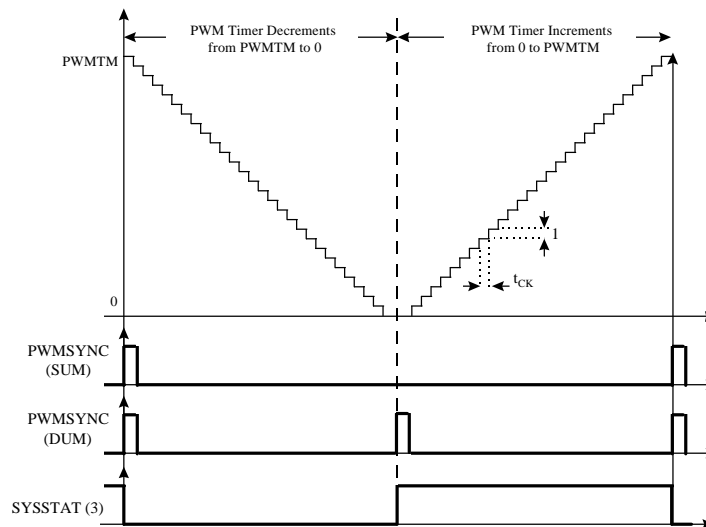 PWM Timer Decrements
from PWMTM to 0
PWM Timer Increments
from 0 to PWMTM
PWMTM
1
tCK
0
PWMSYNC
(SUM)
PWMSYNC
(DUM)
SYSSTAT (3)